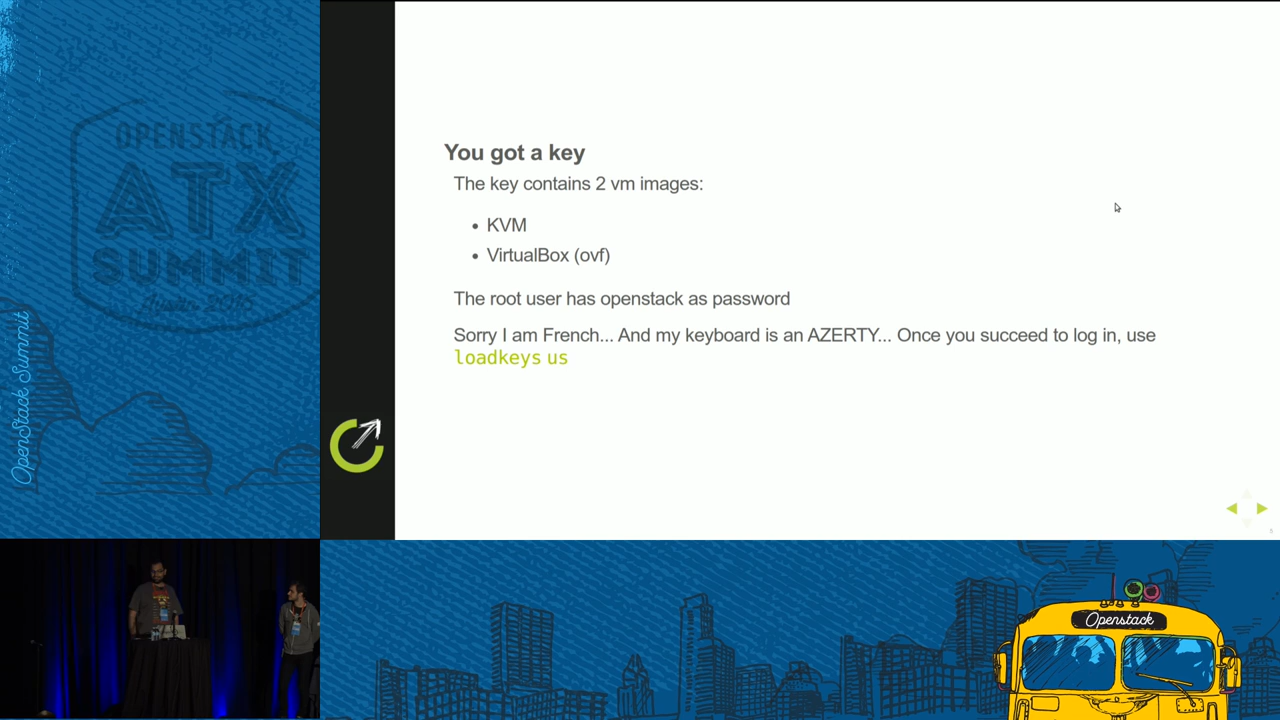 OPENSTACK
ATX
SUMMIT
Austin 2016
OpenStack Summit
You got a key
The key contains 2 vm images:
• KVM
• VirtualBox (ovf)
The root user has openstack as password
Sorry I am French... And my keyboard is an AZERTY... Once you succeed to log in, use
loadkeys us
Openstack